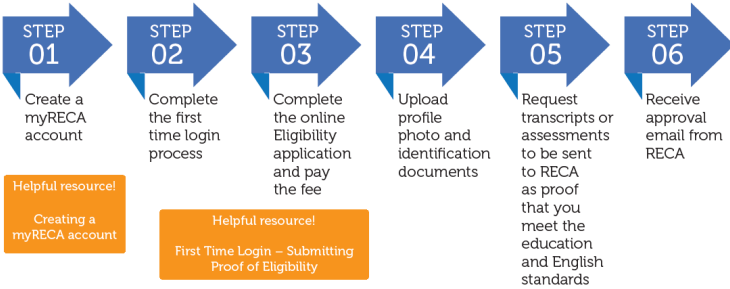 STEP
01
Create a
myRECA
account
STEP
02
Complete
the first
time login
process
STEP
03
Complete
the online
Eligibility
application
and pay
the fee
STEP
04
Upload
profile
photo and
identification
documents
STEP
05
Request
transcripts or
assessments
to be sent
to RECA
as proof
that you
meet the
education
and English
standards
STEP
06
Receive
approval
email from
RECA
Helpful resource!
Creating a
myRECA account
Helpful resource!
First Time Login – Submitting
Proof of Eligibility